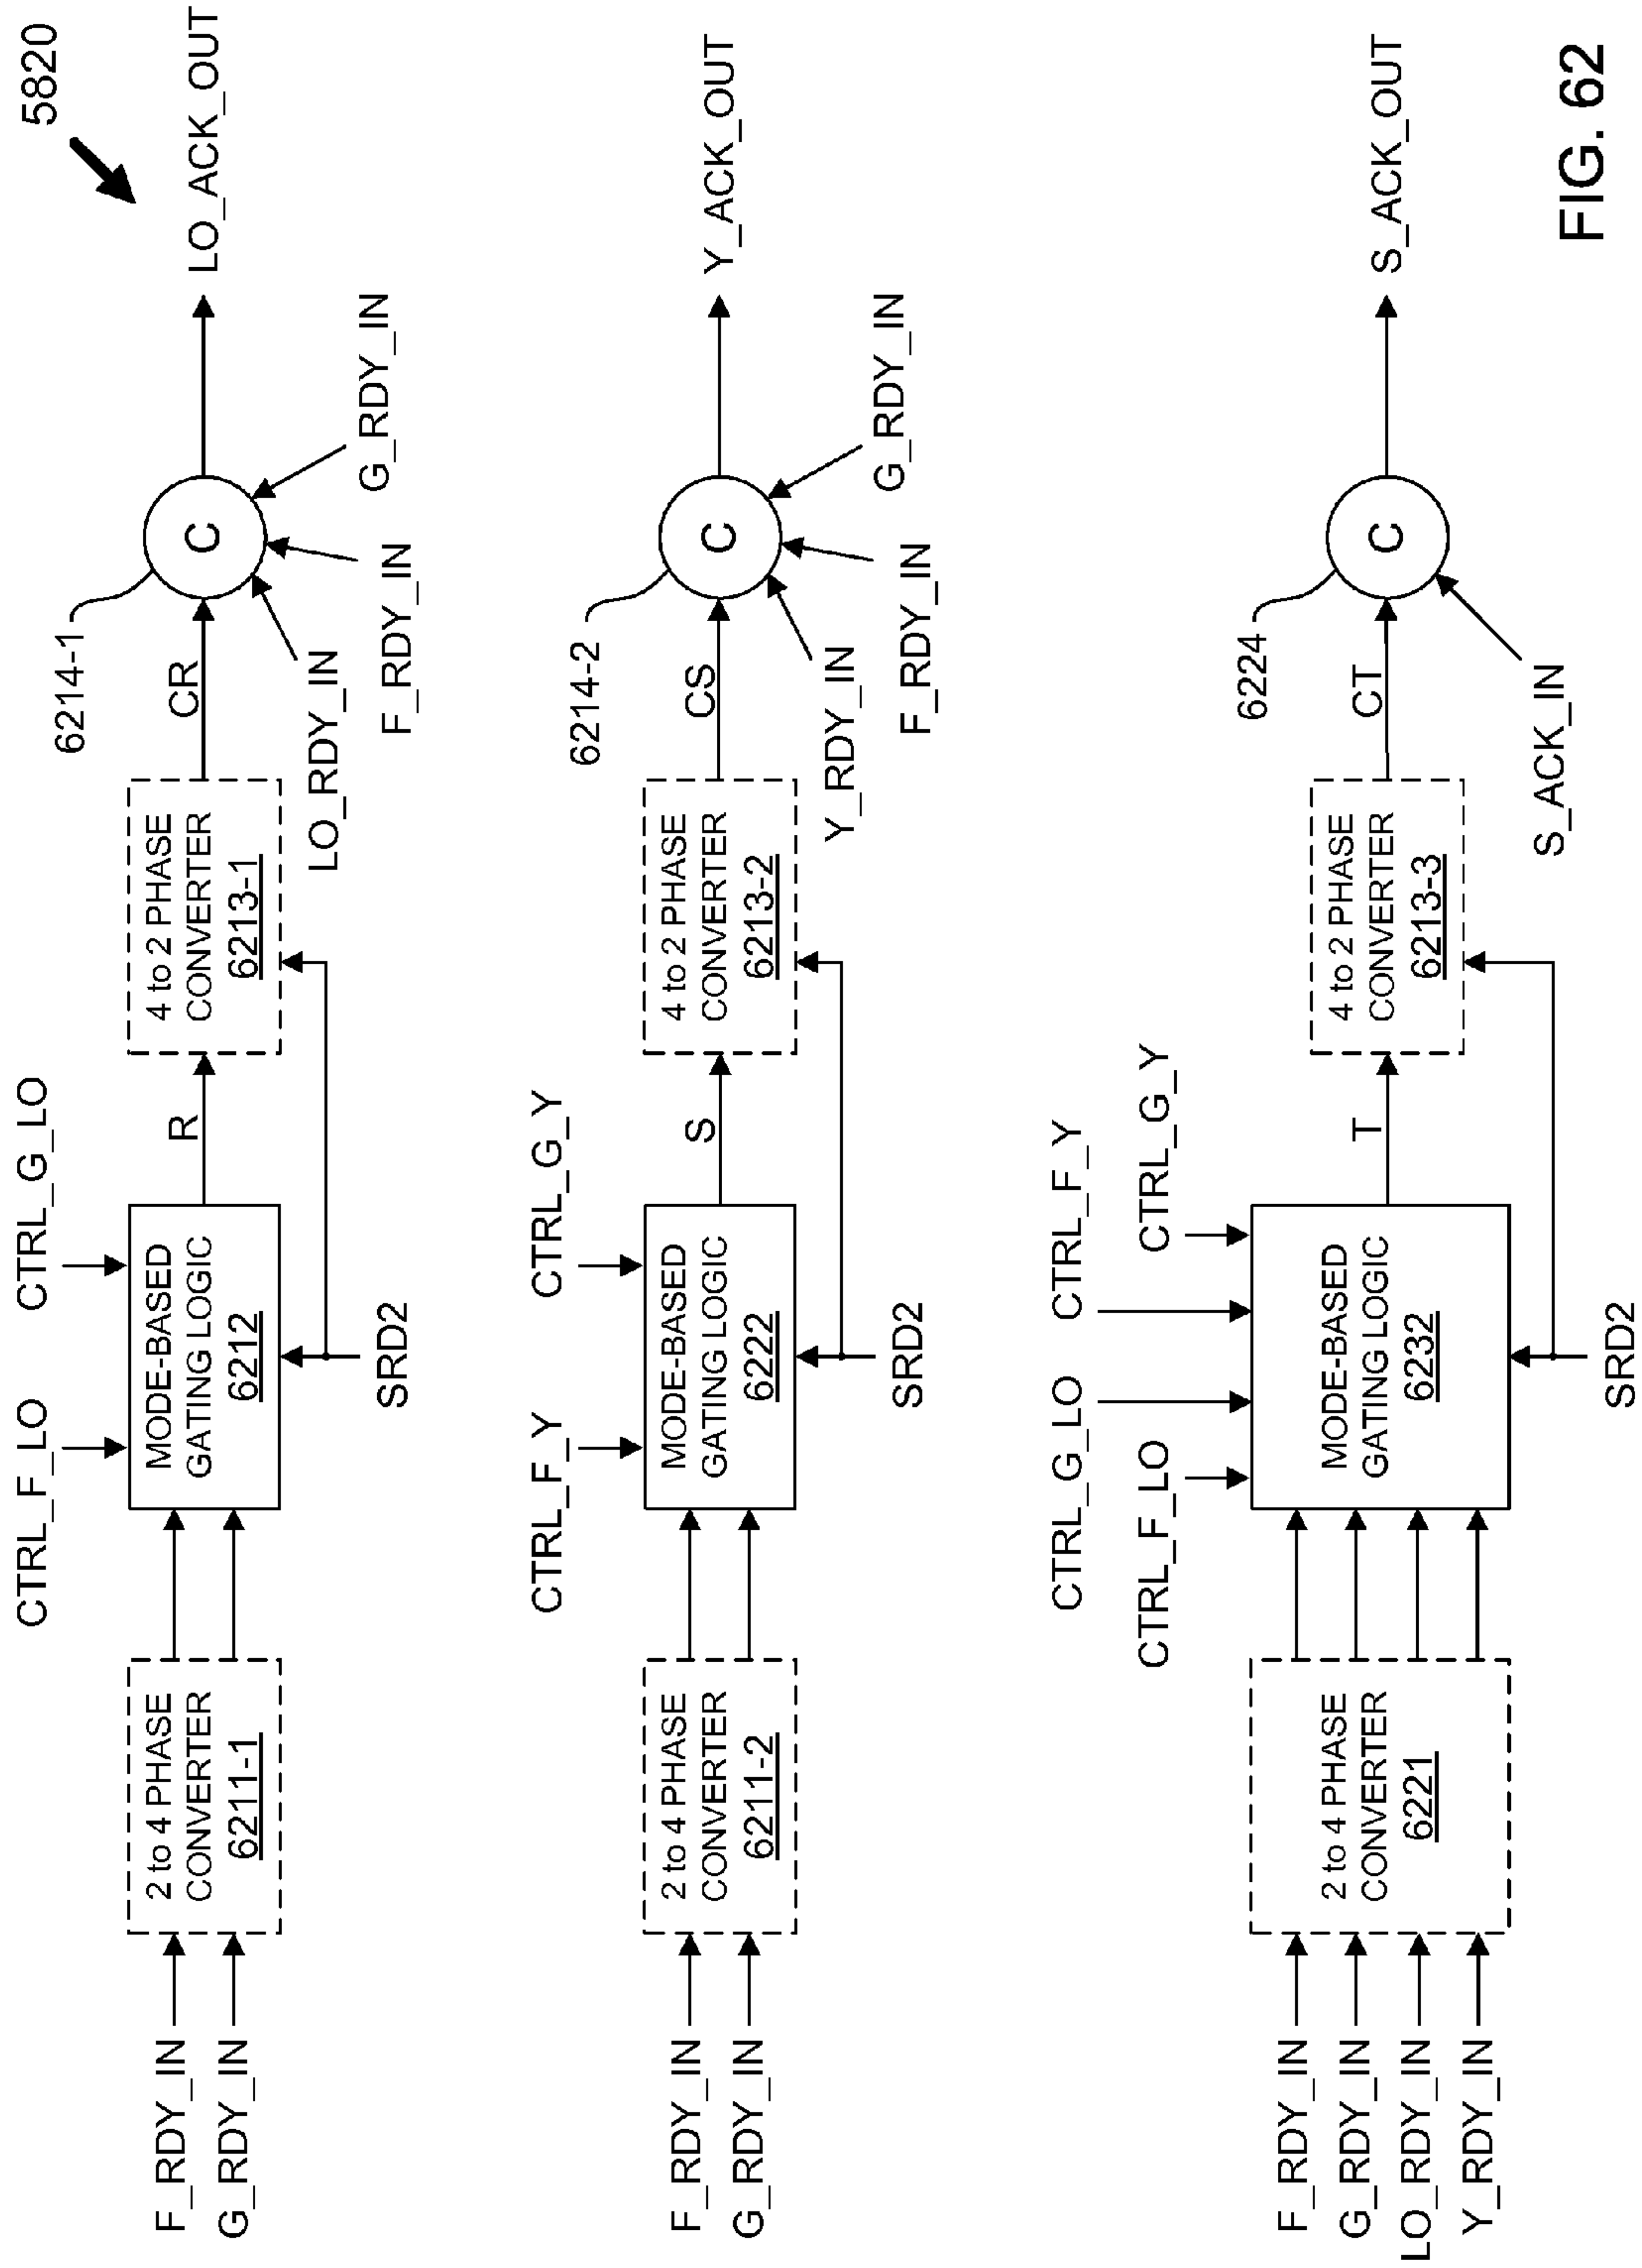 5820
F_RDY_IN
G_RDY_IN
2 to 4 PHASE
CONVERTER
6211-1
CTRL_F_LO
CTRL_G_LO
MODE-BASED
GATING LOGIC
6212
SRD2
R
4 to 2 PHASE
CONVERTER
6213-1
CR
6214-1
C
LO_RDY_IN
F_RDY_IN
G_RDY_IN
LO_ACK_OUT
F_RDY_IN
G_RDY_IN
2 to 4 PHASE
CONVERTER
6211-2
CTRL_F_Y
CTRL_G_Y
MODE-BASED
GATING LOGIC
6222
SRD2
S
4 to 2 PHASE
CONVERTER
6213-2
CS
6214-2
C
Y_RDY_IN
F_RDY_IN
G_RDY_IN
Y_ACK_OUT
F_RDY_IN
G_RDY_IN
LO_RDY_IN
Y_RDY_IN
2 to 4 PHASE
CONVERTER
6221
CTRL_G_LO
CTRL_F_Y
CTRL_F_LO
CTRL_G_Y
MODE-BASED
GATING LOGIC
6232
SRD2
T
4 to 2 PHASE
CONVERTER
6213-3
CT
6224
C
S_ACK_IN
S_ACK_OUT
FIG. 62